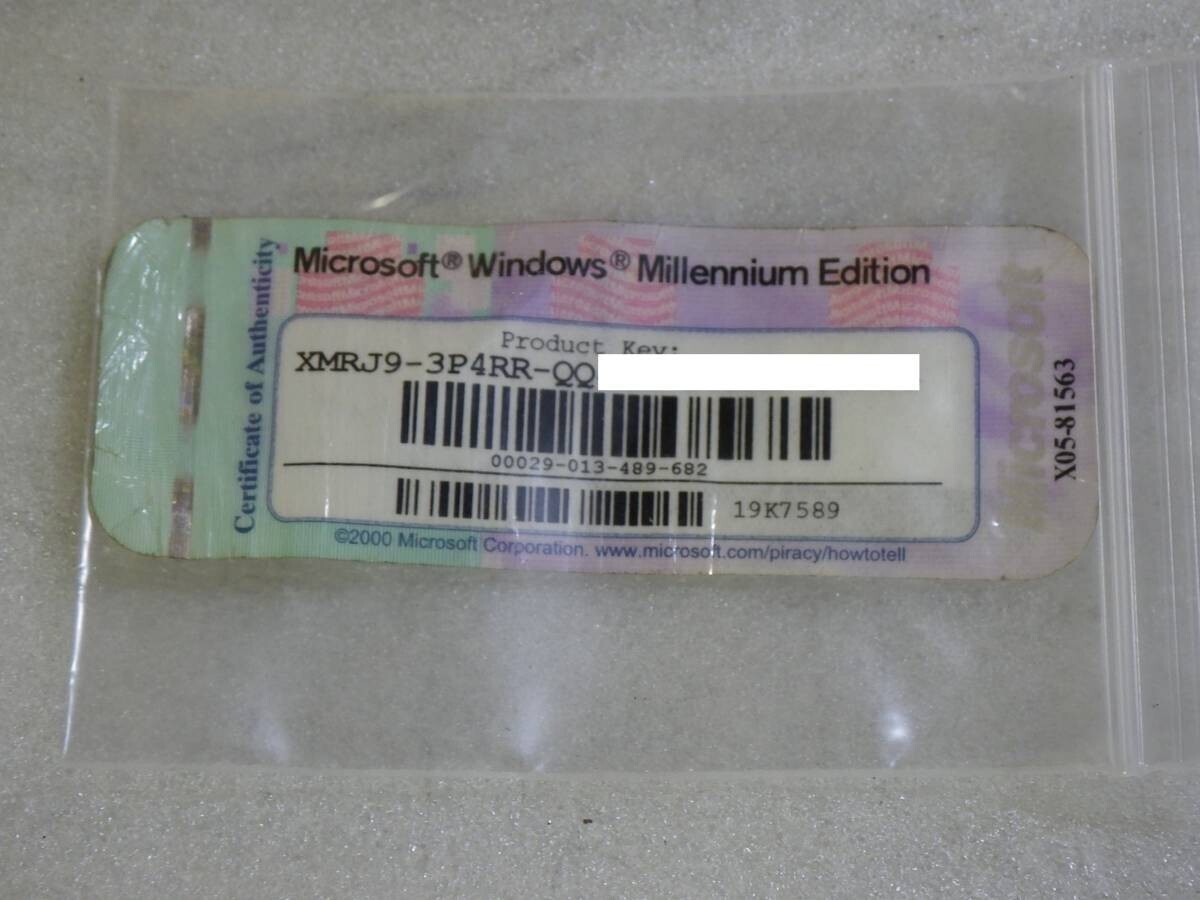 Microsoft® Windows® Millennium Edition
Certificate of Authenticity
Product Key:
XMRJ9-3P4RR-QQ
00029-013-489-682
19K7589
©2000 Microsoft Corporation. www.microsoft.com/piracy/howtotell
Microsoft
X05-81563